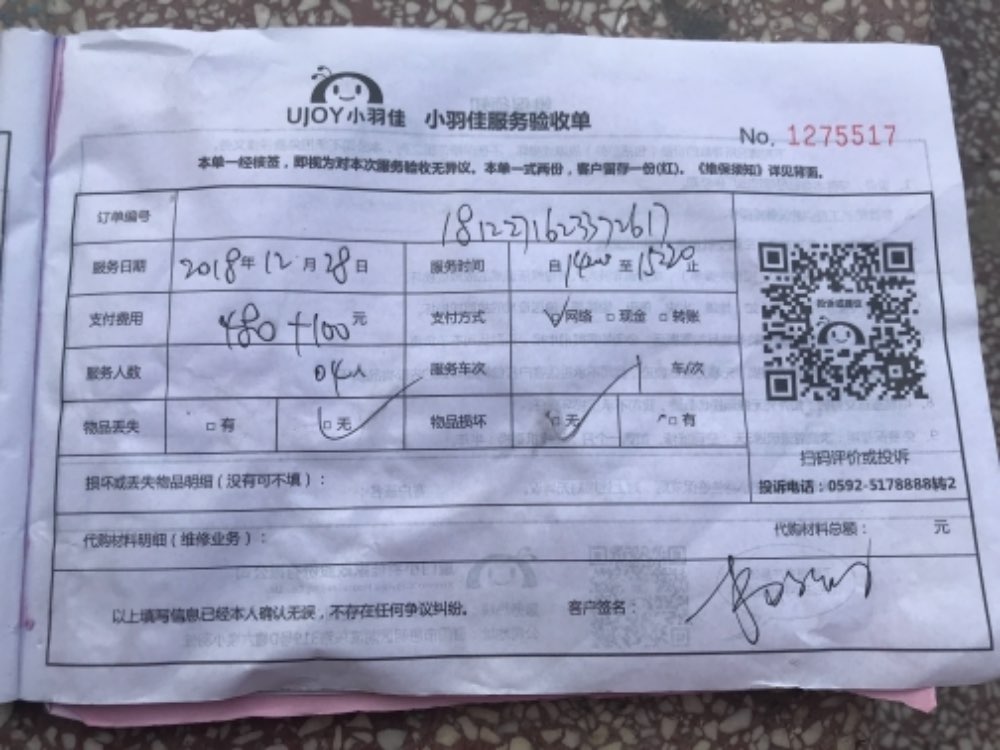 UJOY小羽佳 小羽佳服务验收单
No. 1275517
本单一经核签，即视为对本次服务验收无异议。本单一式两份，客户留存一份(红)。《维保须知》详见背面。
订单编号 1812271623372617
服务日期 2018年12月28日 服务时间 自1400至1520止
支付费用 480+100元 支付方式 网络 □现金 □转账
服务人数 服务车次 车/次
物品丢失 □有 □无 物品损坏 □无 □有
扫码评价或投诉
损坏或丢失物品明细（没有可不填）：
投诉电话：0592-5178888转2
代购材料明细（维修业务）： 代购材料总额： 元
以上填写信息已经本人确认无误，不存在任何争议纠纷。 客户签名：